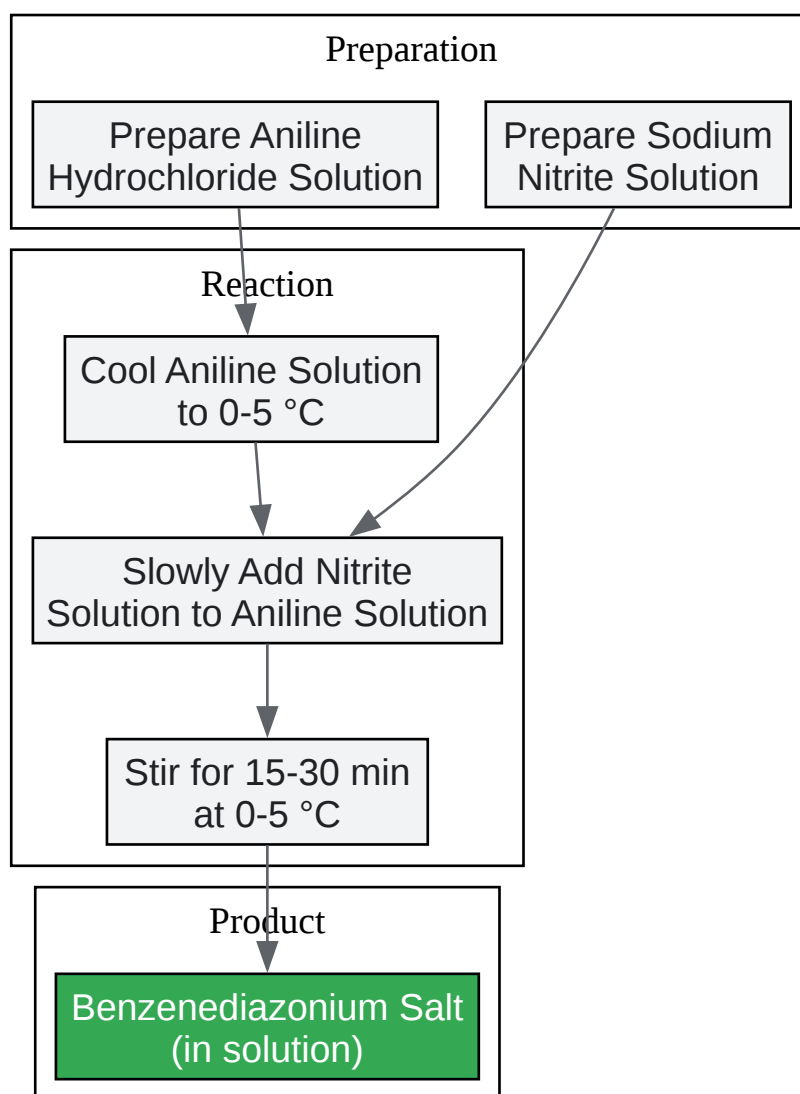 Preparation
Prepare Aniline
Hydrochloride Solution
Prepare Sodium
Nitrite Solution
Reaction
Cool Aniline Solution
to 0-5 °C
Slowly Add Nitrite
Solution to Aniline Solution
Stir for 15-30 min
at 0-5 °C
Product
Benzenediazonium Salt
(in solution)